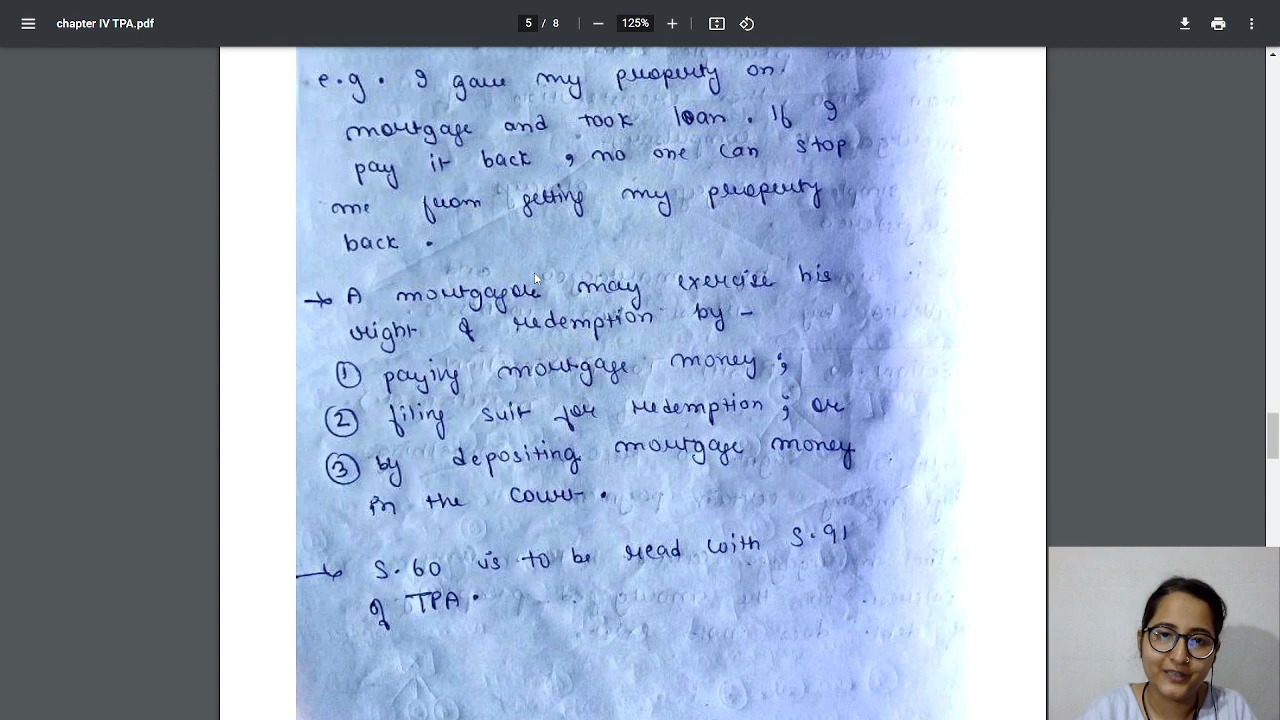 chapter IV TPA.pdf
5 / 8
125%
e.g. I gave my property on
mortgage and took loan. If I
pay it back, no one can stop
me from getting my property
back.
→ A mortgagor may exercise his
right of redemption by –
① paying mortgage money;
② filing suit for redemption; or
③ by depositing mortgage money
in the court.
→ S.60 is to be read with S.91
of TPA.